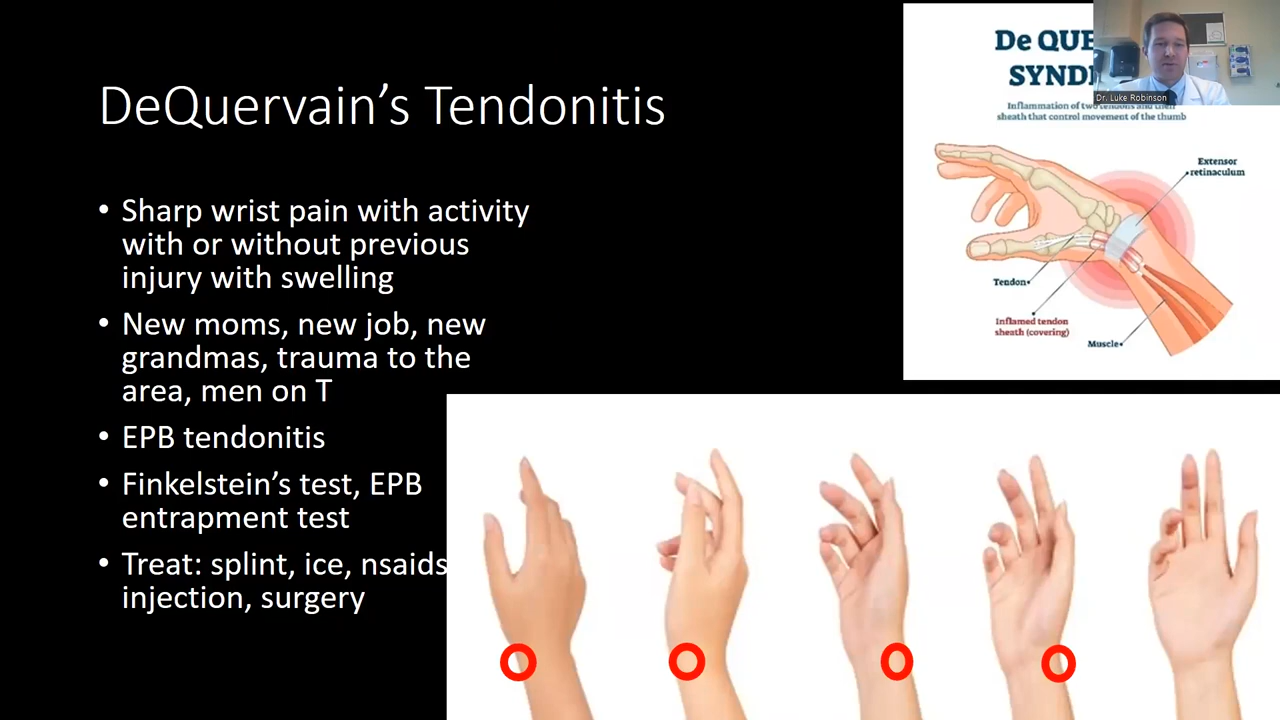 DeQuervain’s Tendonitis
• Sharp wrist pain with activity
with or without previous
injury with swelling
• New moms, new job, new
grandmas, trauma to the
area, men on T
• EPB tendonitis
• Finkelstein’s test, EPB
entrapment test
• Treat: splint, ice, nsaids
injection, surgery
De QUE
SYND
Inflammation of two tendons and their
sheath that control movement of the thumb
Extensor
retinaculum
Tendon
Inflamed tendon
sheath (covering)
Muscle
Dr. Luke Robinson